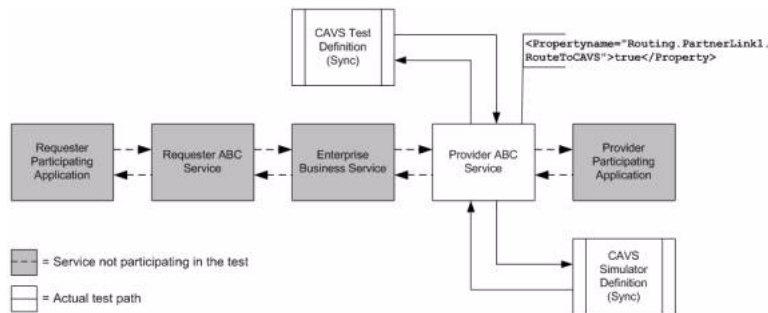 CAVS Test
Definition
(Sync)
<Propertyname="Routing.PartnerLink1.
RouteToCAVS">true</Property>
Requester
Participating
Application
Requester ABC
Service
Enterprise
Business Service
Provider ABC
Service
Provider
Participating
Application
= Service not participating in the test
= Actual test path
CAVS
Simulator
Definition
(Sync)